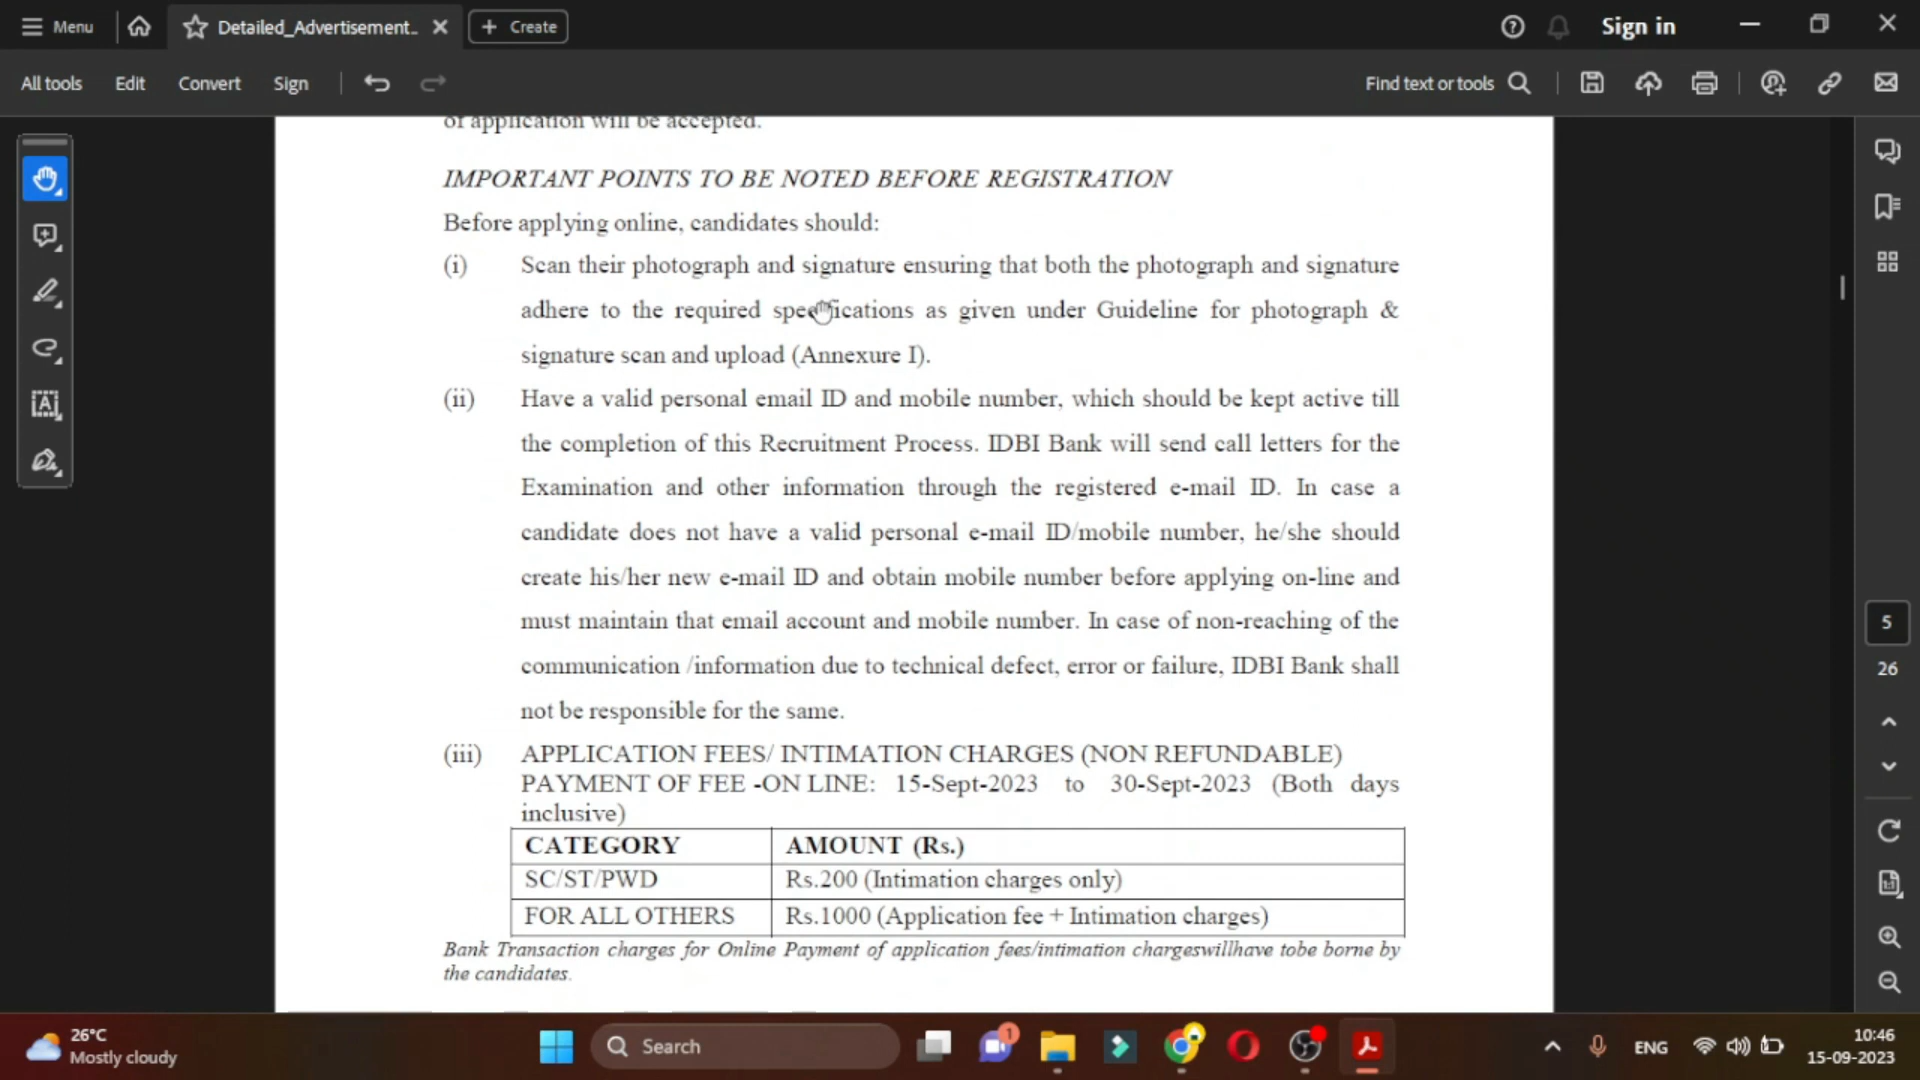 Menu
Detailed_Advertisement..
Create
Sign in
All tools
Edit
Convert
Sign
Find text or tools
of application will be accepted.
IMPORTANT POINTS TO BE NOTED BEFORE REGISTRATION
Before applying online, candidates should:
(i) Scan their photograph and signature ensuring that both the photograph and signature
adhere to the required specifications as given under Guideline for photograph &
signature scan and upload (Annexure I).
(ii) Have a valid personal email ID and mobile number, which should be kept active till
the completion of this Recruitment Process. IDBI Bank will send call letters for the
Examination and other information through the registered e-mail ID. In case a
candidate does not have a valid personal e-mail ID/mobile number, he/she should
create his/her new e-mail ID and obtain mobile number before applying on-line and
must maintain that email account and mobile number. In case of non-reaching of the
communication /information due to technical defect, error or failure, IDBI Bank shall
not be responsible for the same.
(iii) APPLICATION FEES/ INTIMATION CHARGES (NON REFUNDABLE)
PAYMENT OF FEE -ON LINE: 15-Sept-2023 to 30-Sept-2023 (Both days
inclusive)
CATEGORY AMOUNT (Rs.)
SC/ST/PWD Rs.200 (Intimation charges only)
FOR ALL OTHERS Rs.1000 (Application fee + Intimation charges)
Bank Transaction charges for Online Payment of application fees/intimation chargeswillhave tobe borne by
the candidates.
5
26
1:1
26°C
Mostly cloudy
Search
1
ENG
10:46
15-09-2023